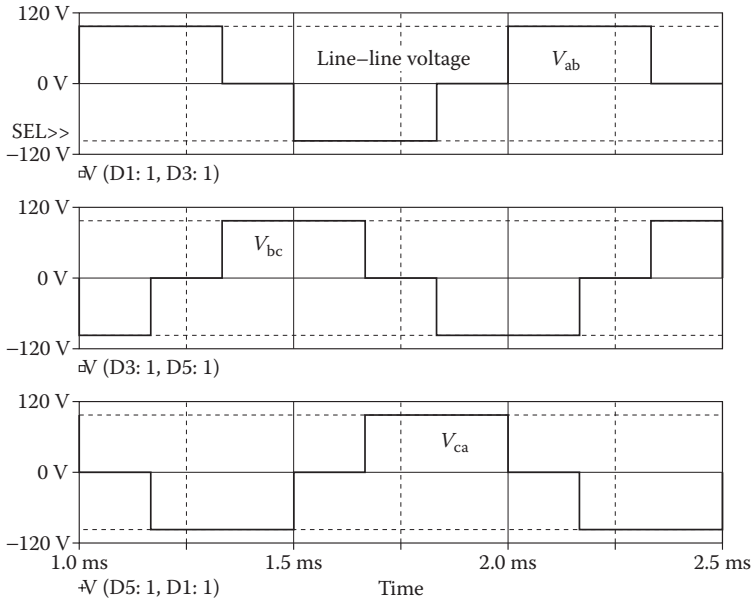 Line–line voltage
V_ab
0 V
SEL>>
−120 V
V (D1: 1, D3: 1)
120 V
V_bc
0 V
−120 V
V (D3: 1, D5: 1)
120 V
V_ca
0 V
−120 V
1.0 ms 1.5 ms 2.0 ms 2.5 ms
V (D5: 1, D1: 1) Time